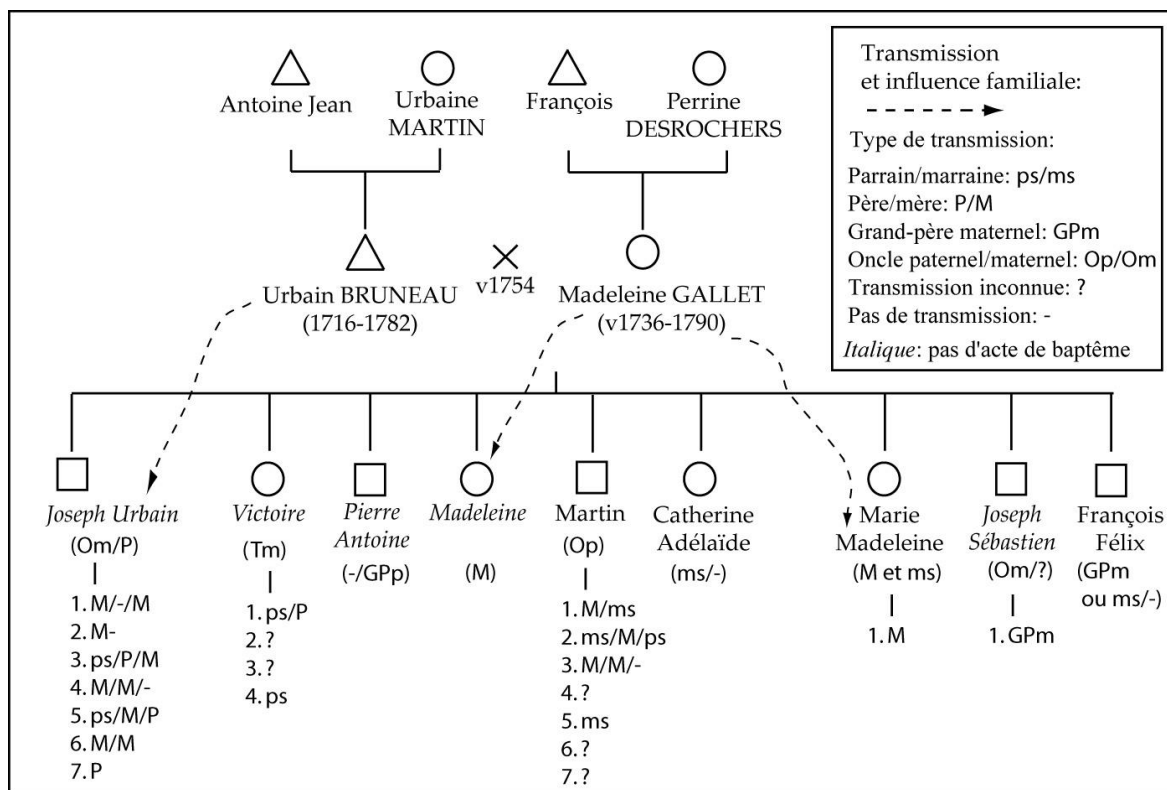 Antoine Jean
Urbaine
MARTIN
François
Perrine
DESROCHERS
Transmission
et influence familiale:
Type de transmission:
Parrain/marraine: ps/ms
Père/mère: P/M
Grand-père maternel: GPm
Oncle paternel/maternel: Op/Om
Transmission inconnue: ?
Pas de transmission: -
Italique: pas d'acte de baptême
Urbain BRUNEAU
(1716-1782)
v1754
Madeleine GALLET
(v1736-1790)
Joseph Urbain
(Om/P)
1. M/-/M
2. M-
3. ps/P/M
4. M/M/-
5. ps/M/P
6. M/M
7. P
Victoire
(Tm)
1. ps/P
2. ?
3. ?
4. ps
Pierre
Antoine
(-/GPp)
Madeleine
(M)
Martin
(Op)
1. M/ms
2. ms/M/ps
3. M/M/-
4. ?
5. ms
6. ?
7. ?
Catherine
Adélaïde
(ms/-)
Marie
Madeleine
(M et ms)
1. M
Joseph
Sébastien
(Om/?)
1. GPm
François
Félix
(GPm
ou ms/-)